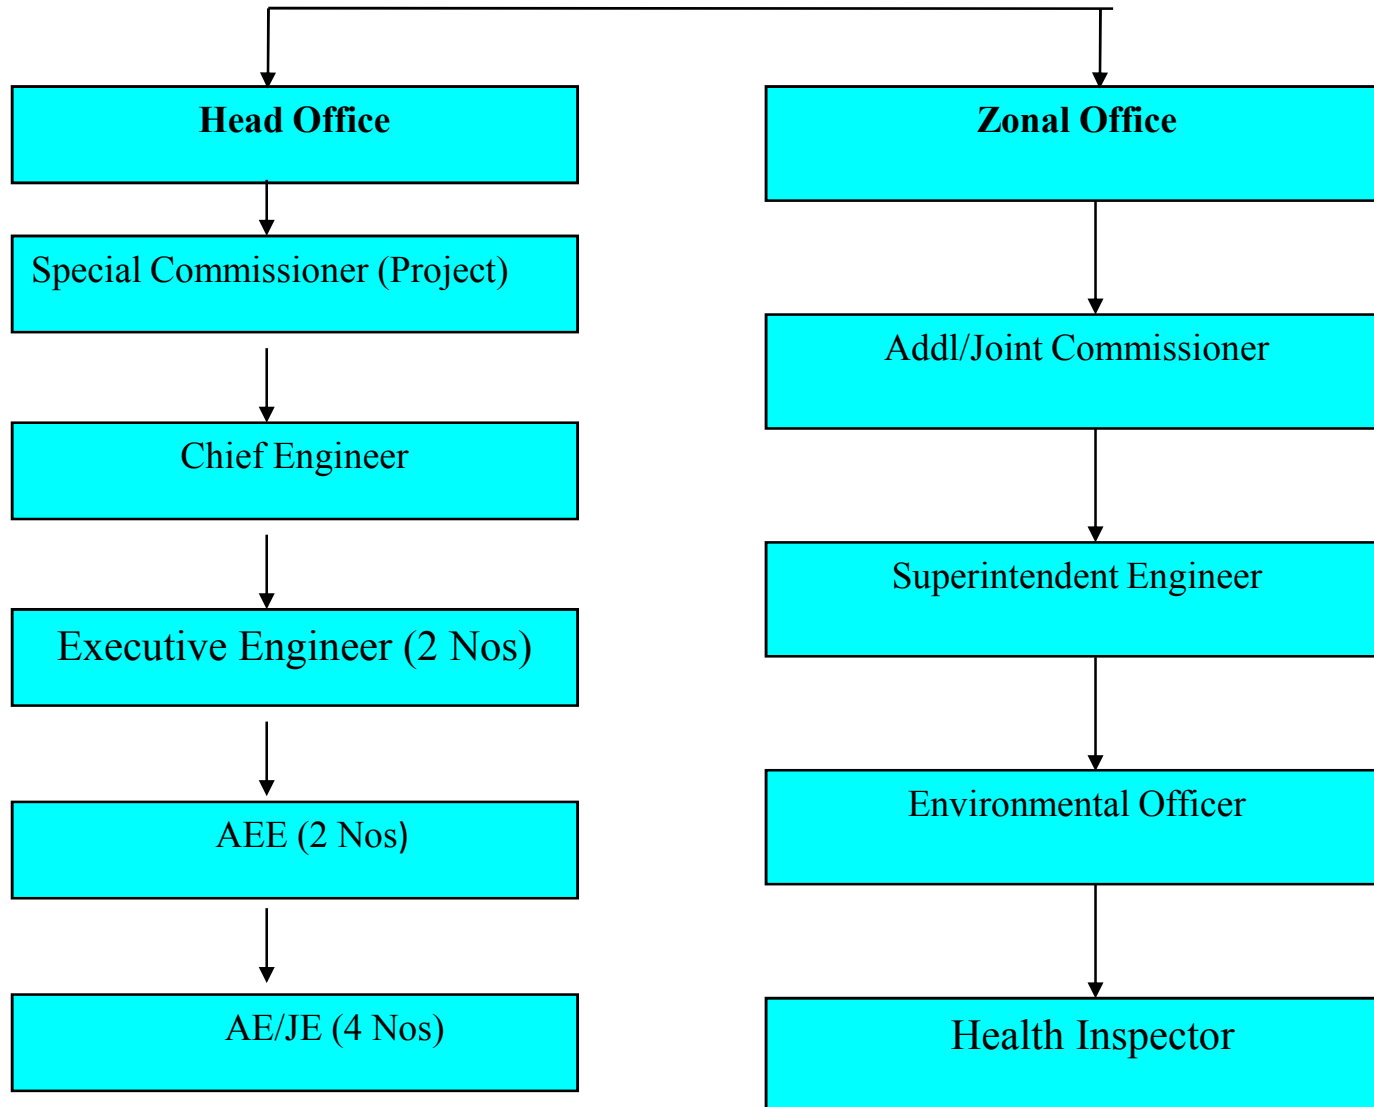 Head Office
Special Commissioner (Project)
Chief Engineer
Executive Engineer (2 Nos)
AEE (2 Nos)
AE/JE (4 Nos)
Zonal Office
Addl/Joint Commissioner
Superintendent Engineer
Environmental Officer
Health Inspector